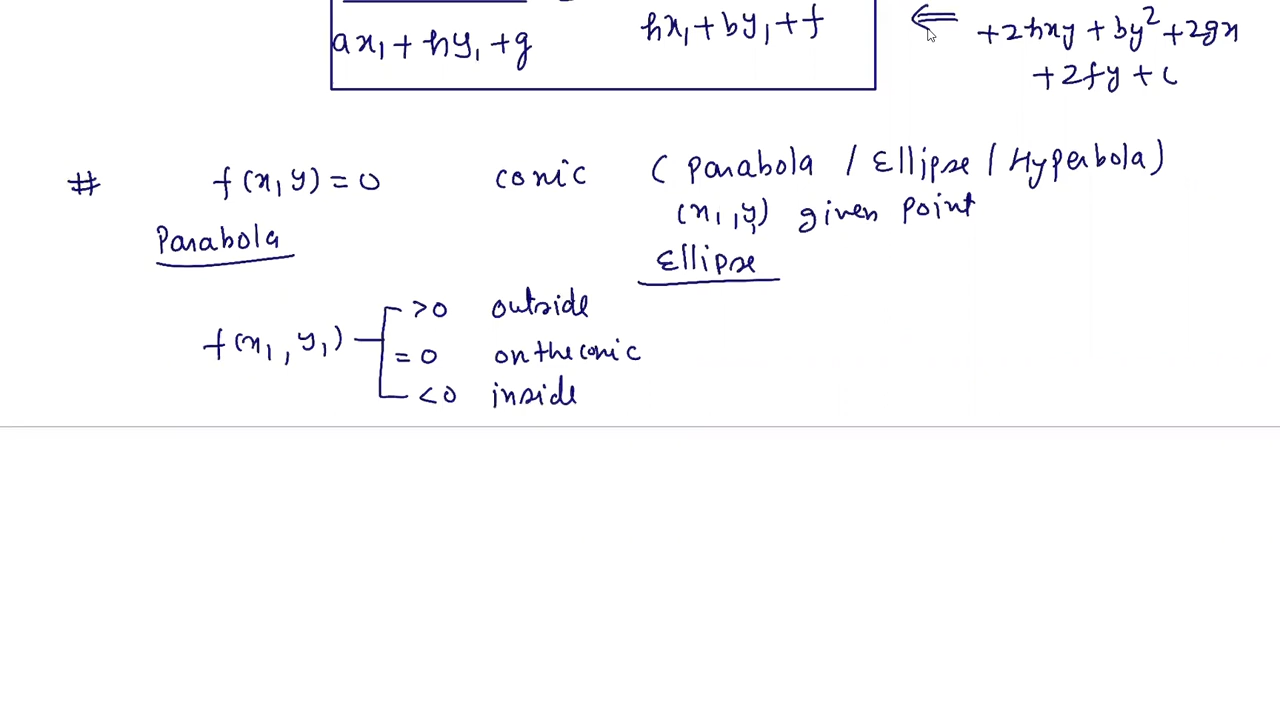 ax₁ + hy₁ + g
hx₁ + by₁ + f
⇐ + 2hxy + by² + 2gx
+ 2fy + c
# f(x, y) = 0 conic ( Parabola / Ellipse / Hyperbola )
(x₁, y₁) given point
Parabola
Ellipse
f(x₁, y₁)
>0 outside
= 0 on the conic
<0 inside